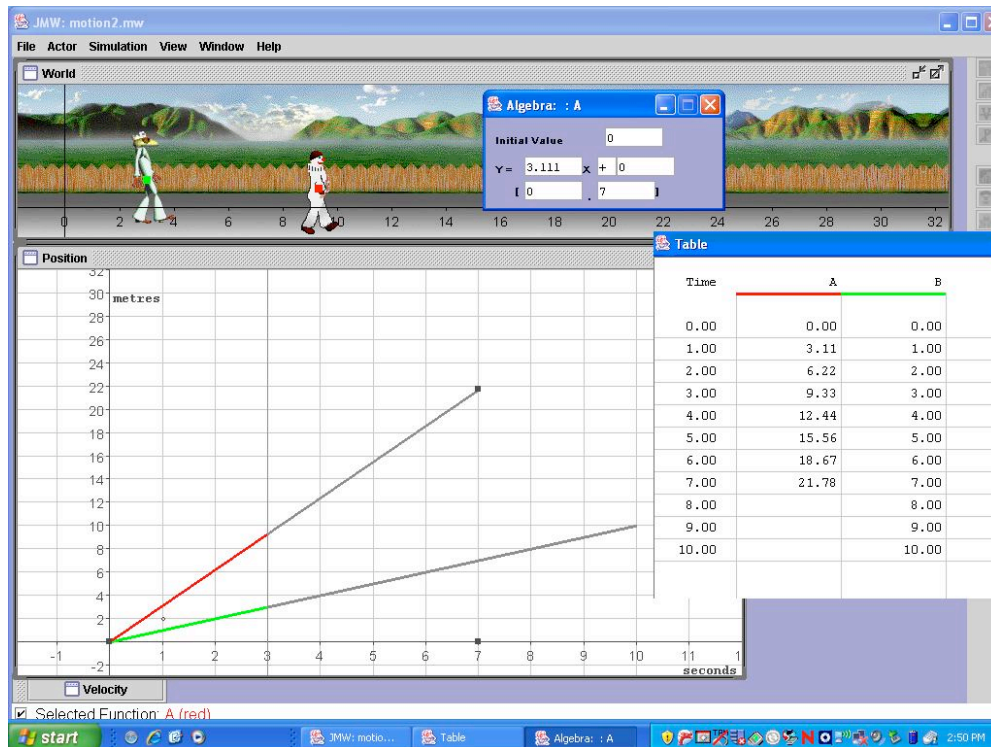 JMW: motion2.mw
File Actor Simulation View Window Help
World
Algebra: : A
Initial Value 0
Y= 3.111 x + 0
[ 0 . 7 ]
0 2 4 6 8 10 12 14 16 18 20 22 24 26 28 30 32
Position
32
30 metres
28
26
24
22
20
18
16
14
12
10
8
6
4
2
-1 1 2 3 4 5 6 7 8 9 10 11 1
-2
seconds
Table
Time A B
0.00 0.00 0.00
1.00 3.11 1.00
2.00 6.22 2.00
3.00 9.33 3.00
4.00 12.44 4.00
5.00 15.56 5.00
6.00 18.67 6.00
7.00 21.78 7.00
8.00 8.00
9.00 9.00
10.00 10.00
Velocity
Selected Function: A (red)
start JMW: motio... Table Algebra: : A 2:50 PM